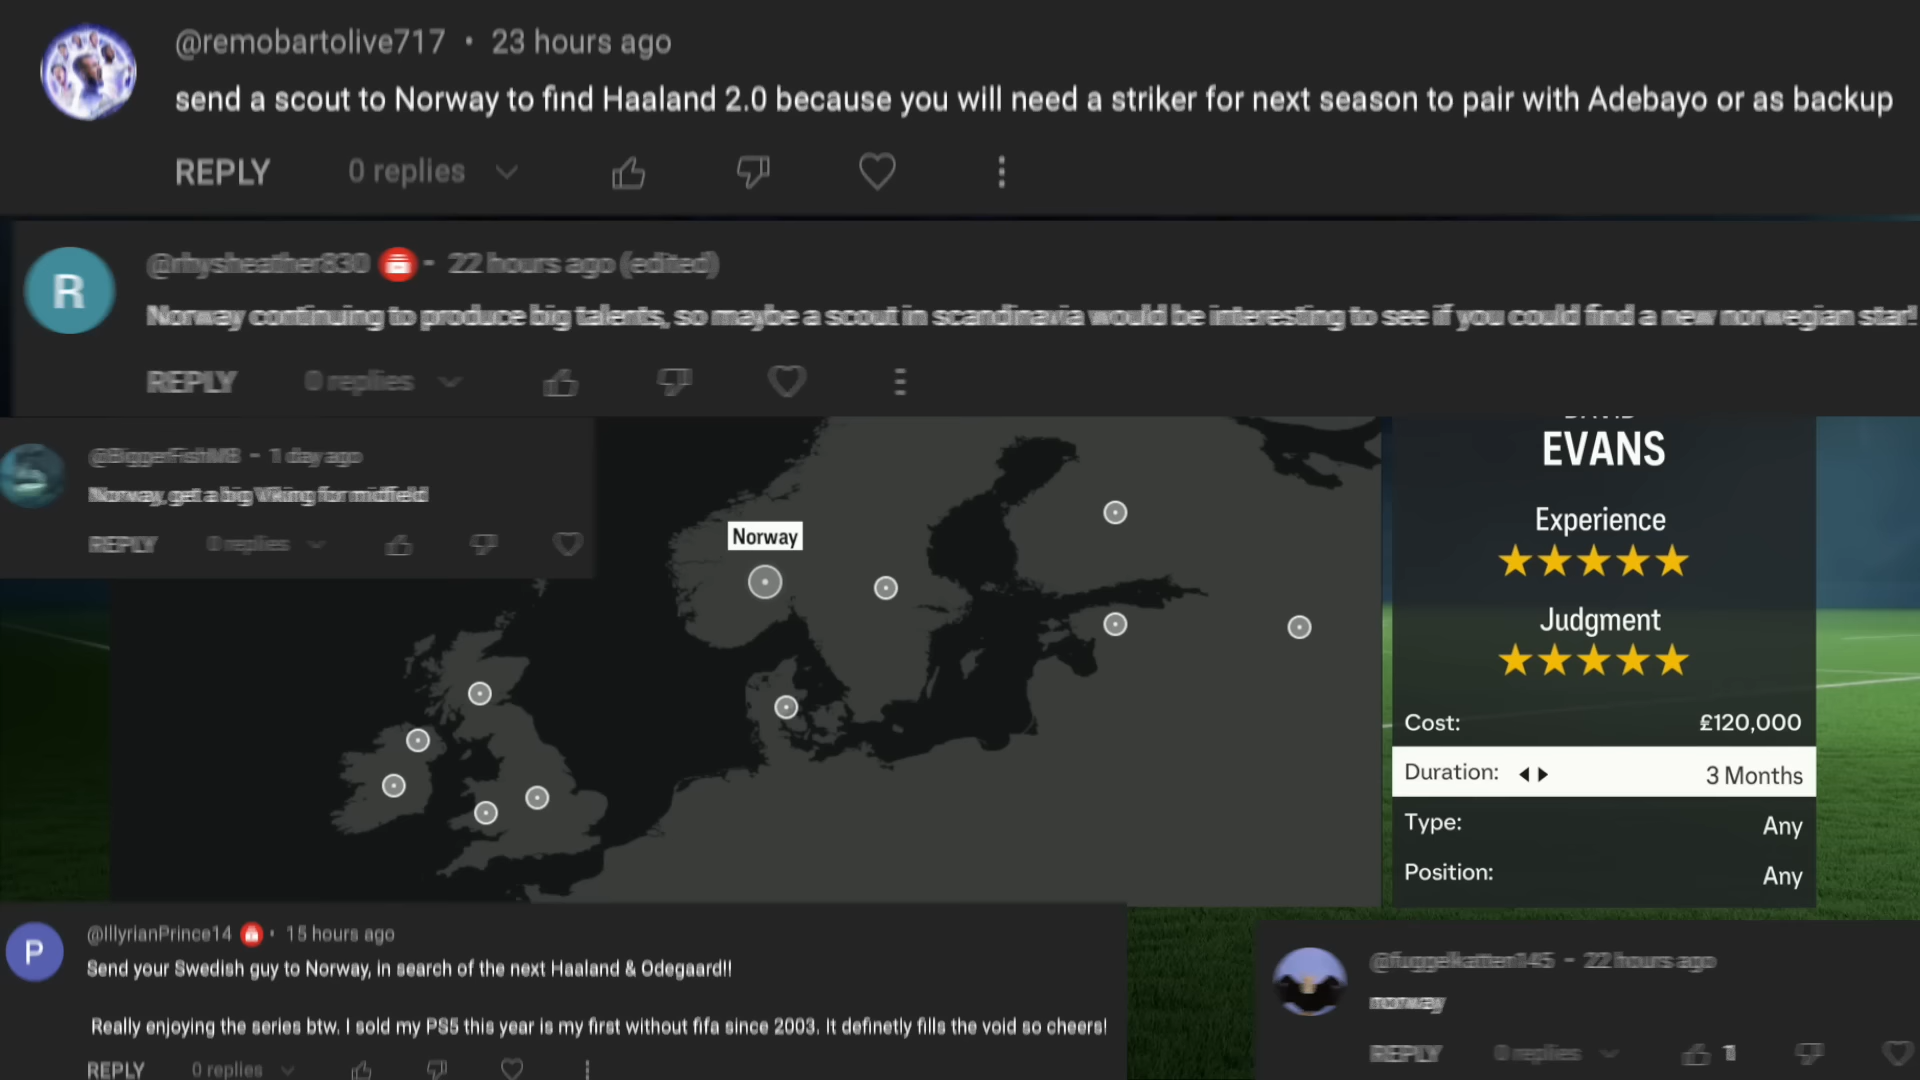 @remobartolive717 • 23 hours ago
send a scout to Norway to find Haaland 2.0 because you will need a striker for next season to pair with Adebayo or as backup
REPLY 0 replies
R
@rhysheather830 - 22 hours ago (edited)
Norway continuing to produce big talents, so maybe a scout in scandinavia would be interesting to see if you could find a new norwegian star!
REPLY 0 replies
@BiggerFishMB - 1 day ago
Norway, get a big Viking for midfield
REPLY 0 replies
Norway
EVANS
Experience
Judgment
Cost: £120,000
Duration: 3 Months
Type: Any
Position: Any
P
@IllyrianPrince14 • 15 hours ago
Send your Swedish guy to Norway, in search of the next Haaland & Odegaard!!
Really enjoying the series btw. I sold my PS5 this year is my first without fifa since 2003. It definetly fills the void so cheers!
REPLY 0 replies
@fuggelkatten145 - 22 hours ago
norway
REPLY 0 replies 1